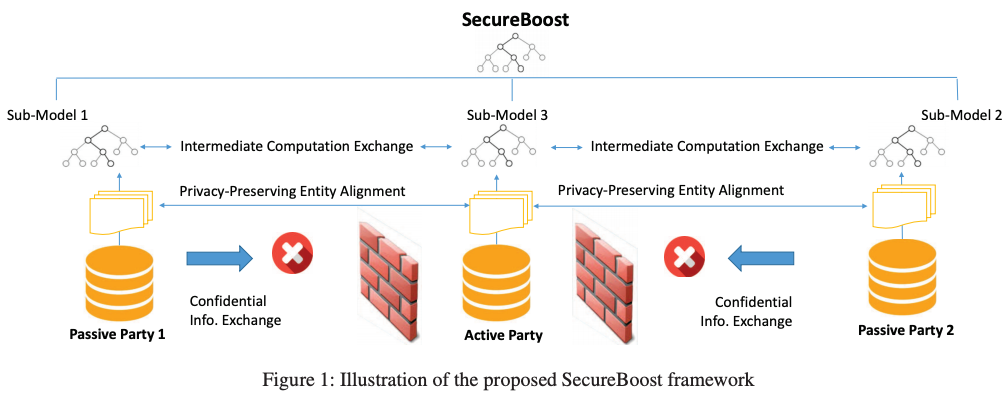 SecureBoost
Sub-Model 1
Sub-Model 3
Sub-Model 2
Intermediate Computation Exchange
Intermediate Computation Exchange
Privacy-Preserving Entity Alignment
Privacy-Preserving Entity Alignment
Confidential
Info. Exchange
Confidential
Info. Exchange
Passive Party 1
Active Party
Passive Party 2
Figure 1: Illustration of the proposed SecureBoost framework